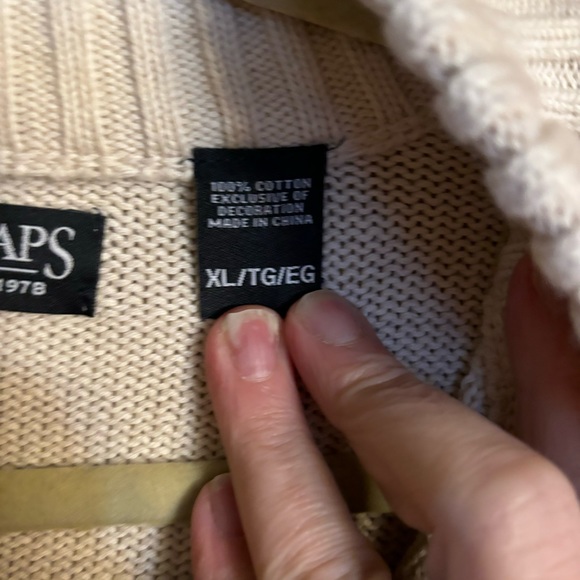 APS
1978
100% COTTON
EXCLUSIVE OF
DECORATION
MADE IN CHINA
XL/TG/EG